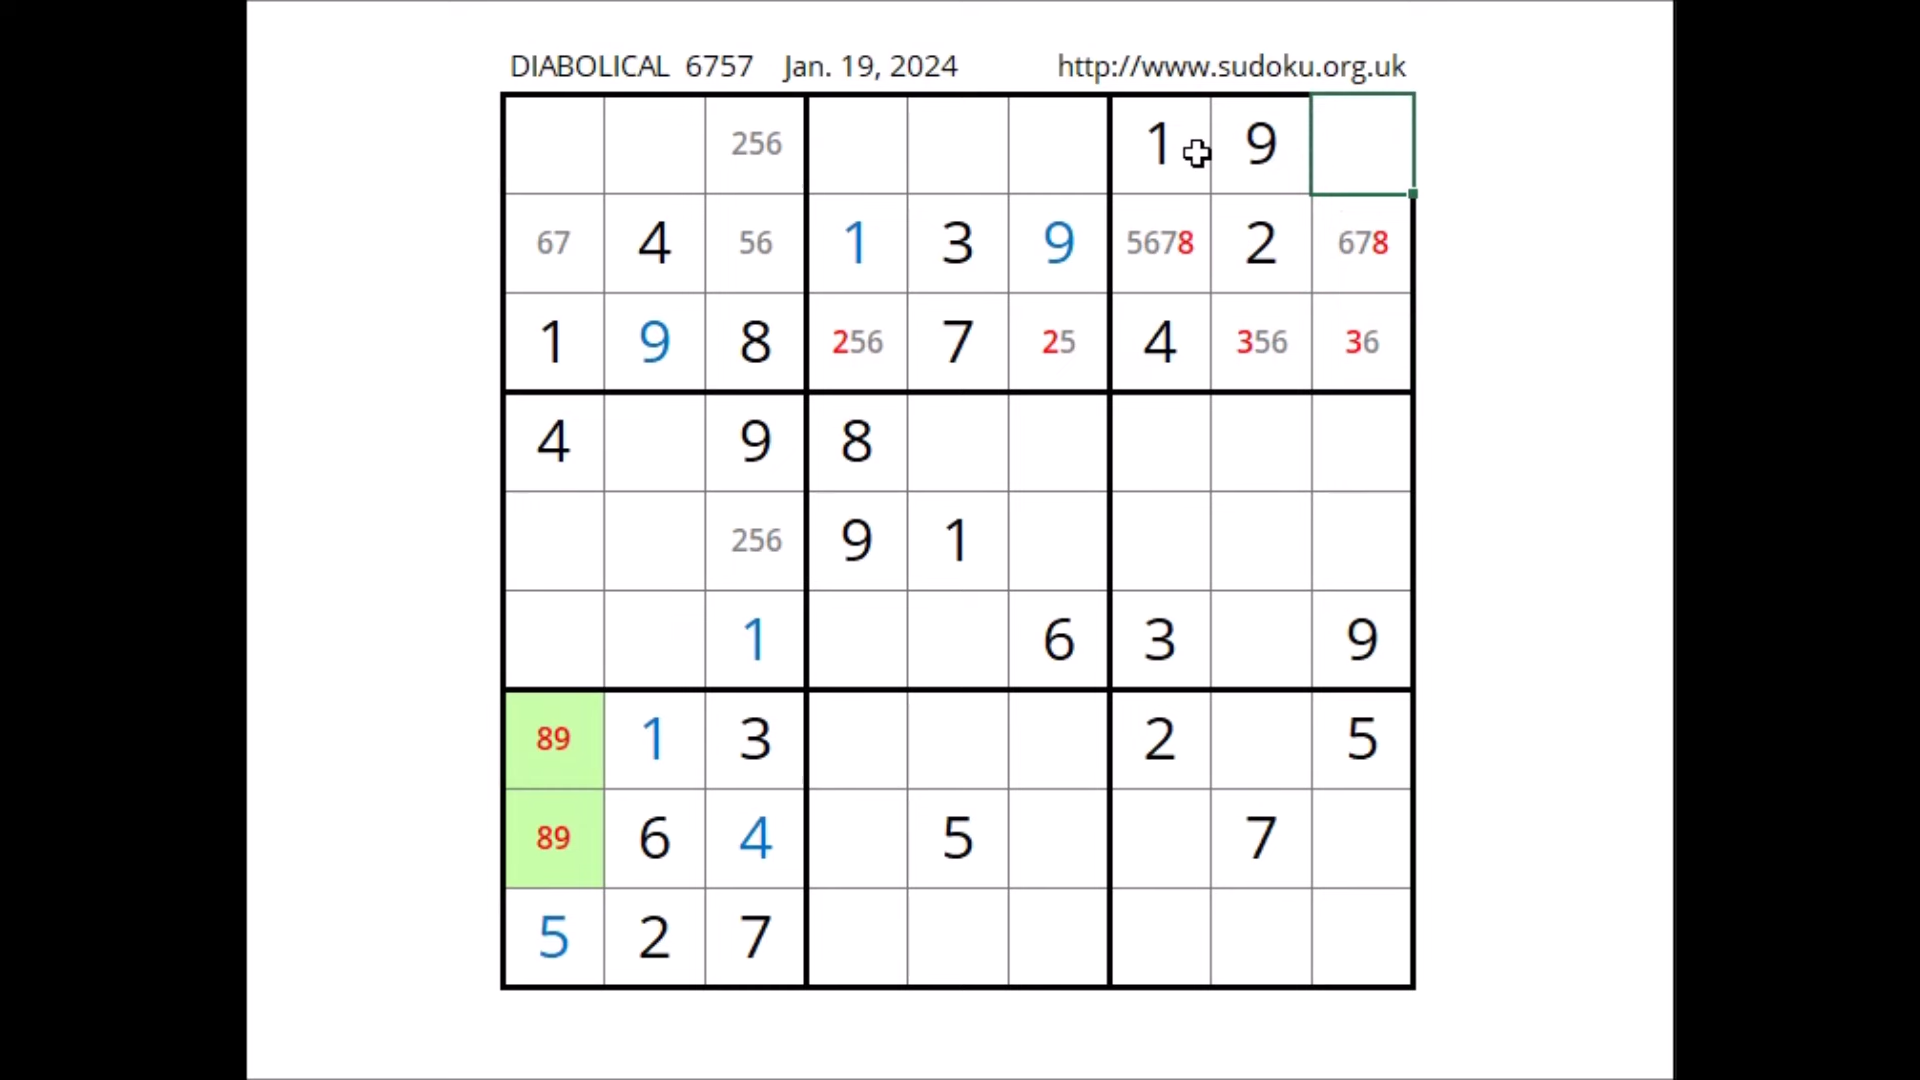 DIABOLICAL 6757 Jan. 19, 2024 http://www.sudoku.org.uk
256 1 9
67 4 56 1 3 9 5678 2 678
1 9 8 256 7 25 4 356 36
4 9 8
256 9 1
1 6 3 9
89 1 3 2 5
89 6 4 5 7
5 2 7